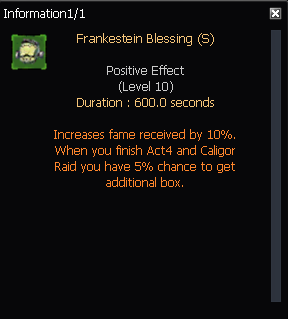 Information1/1
Frankestein Blessing (S)
Positive Effect
(Level 10)
Duration : 600.0 seconds
Increases fame received by 10%.
When you finish Act4 and Caligor
Raid you have 5% chance to get
additional box.